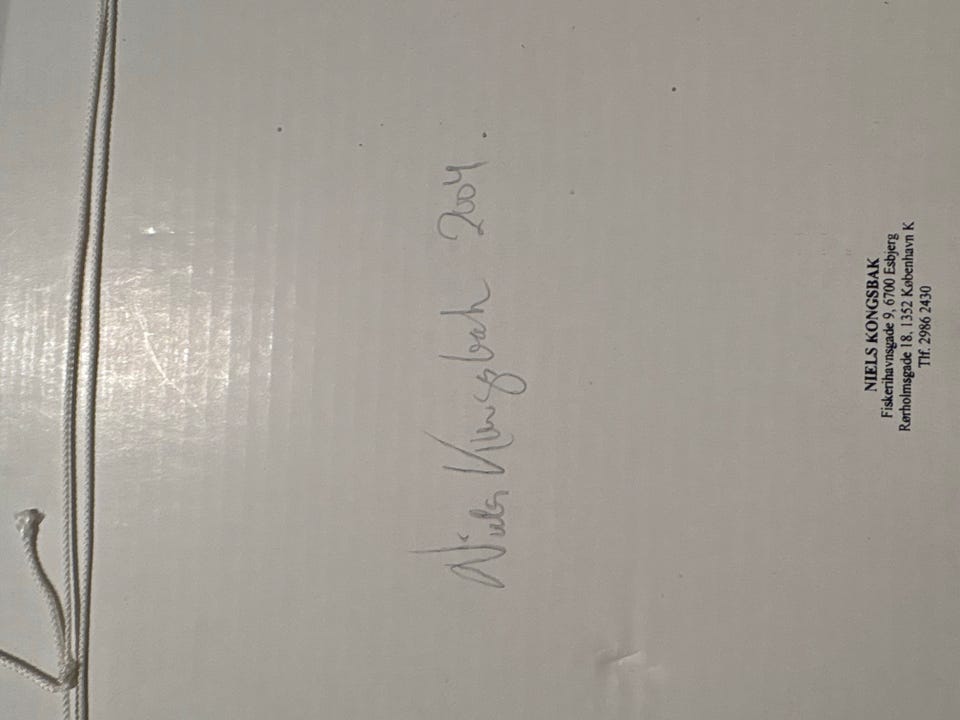 Niels Kongsbak 2004.
NIELS KONGSBAK
Fiskerihavnsgade 9, 6700 Esbjerg
Rørholmsgade 18, 1352 København K
Tlf. 2986 2430